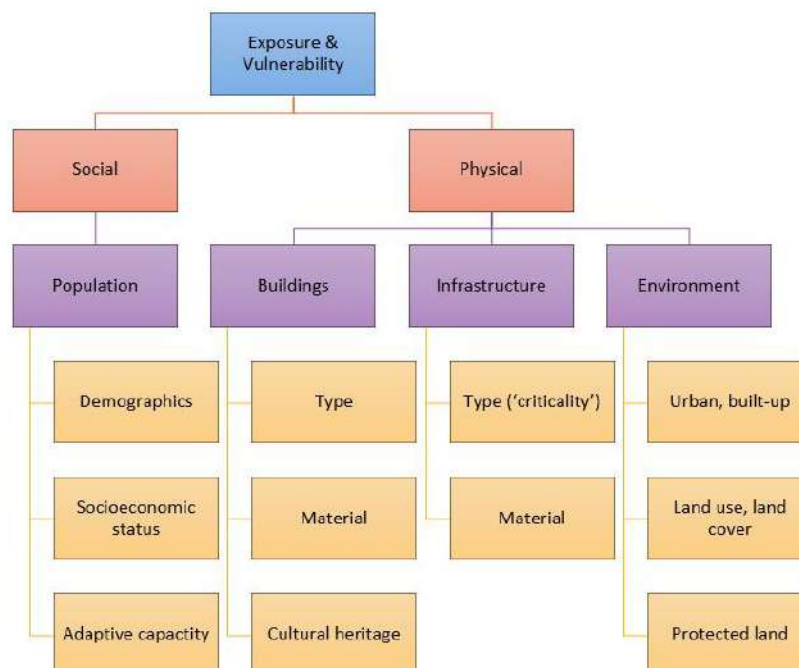 Exposure &
Vulnerability
Social
Physical
Population
Buildings
Infrastructure
Environment
Demographics
Type
Type (‘criticality’)
Urban, built-up
Socioeconomic
status
Material
Material
Land use, land
cover
Adaptive capactity
Cultural heritage
Protected land